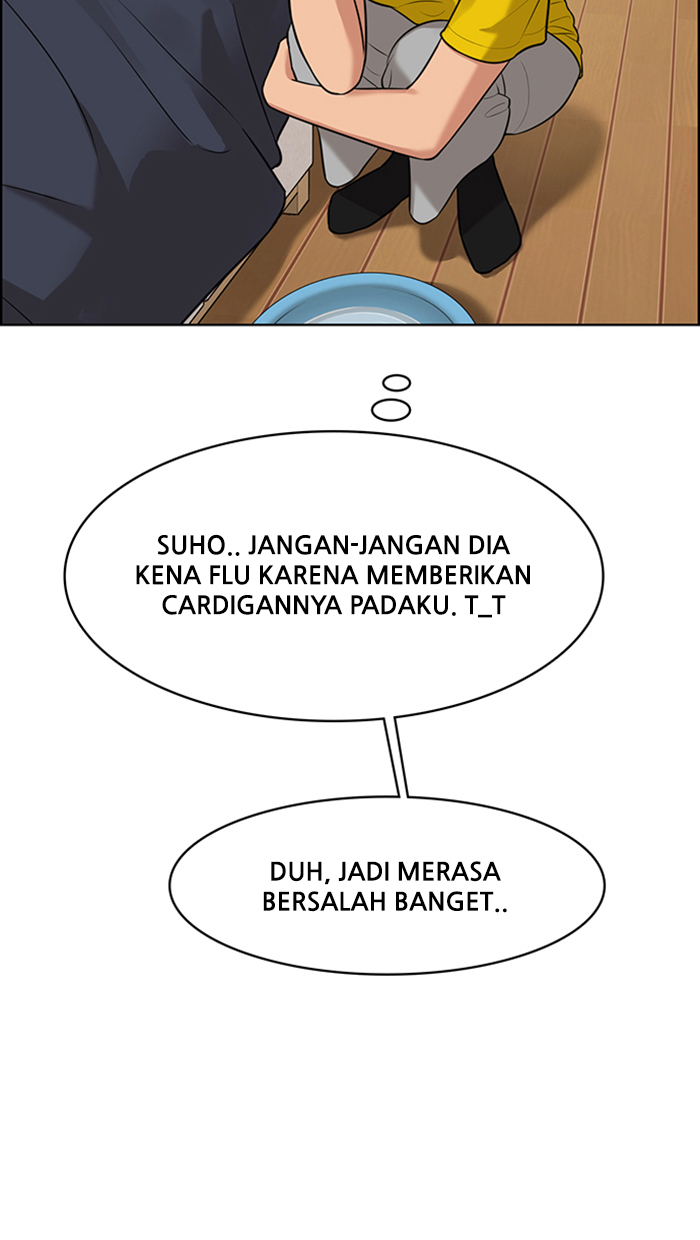 SUHO.. JANGAN-JANGAN DIA
KENA FLU KARENA MEMBERIKAN
CARDIGANNYA PADAKU. T_T
DUH, JADI MERASA
BERSALAH BANGET..